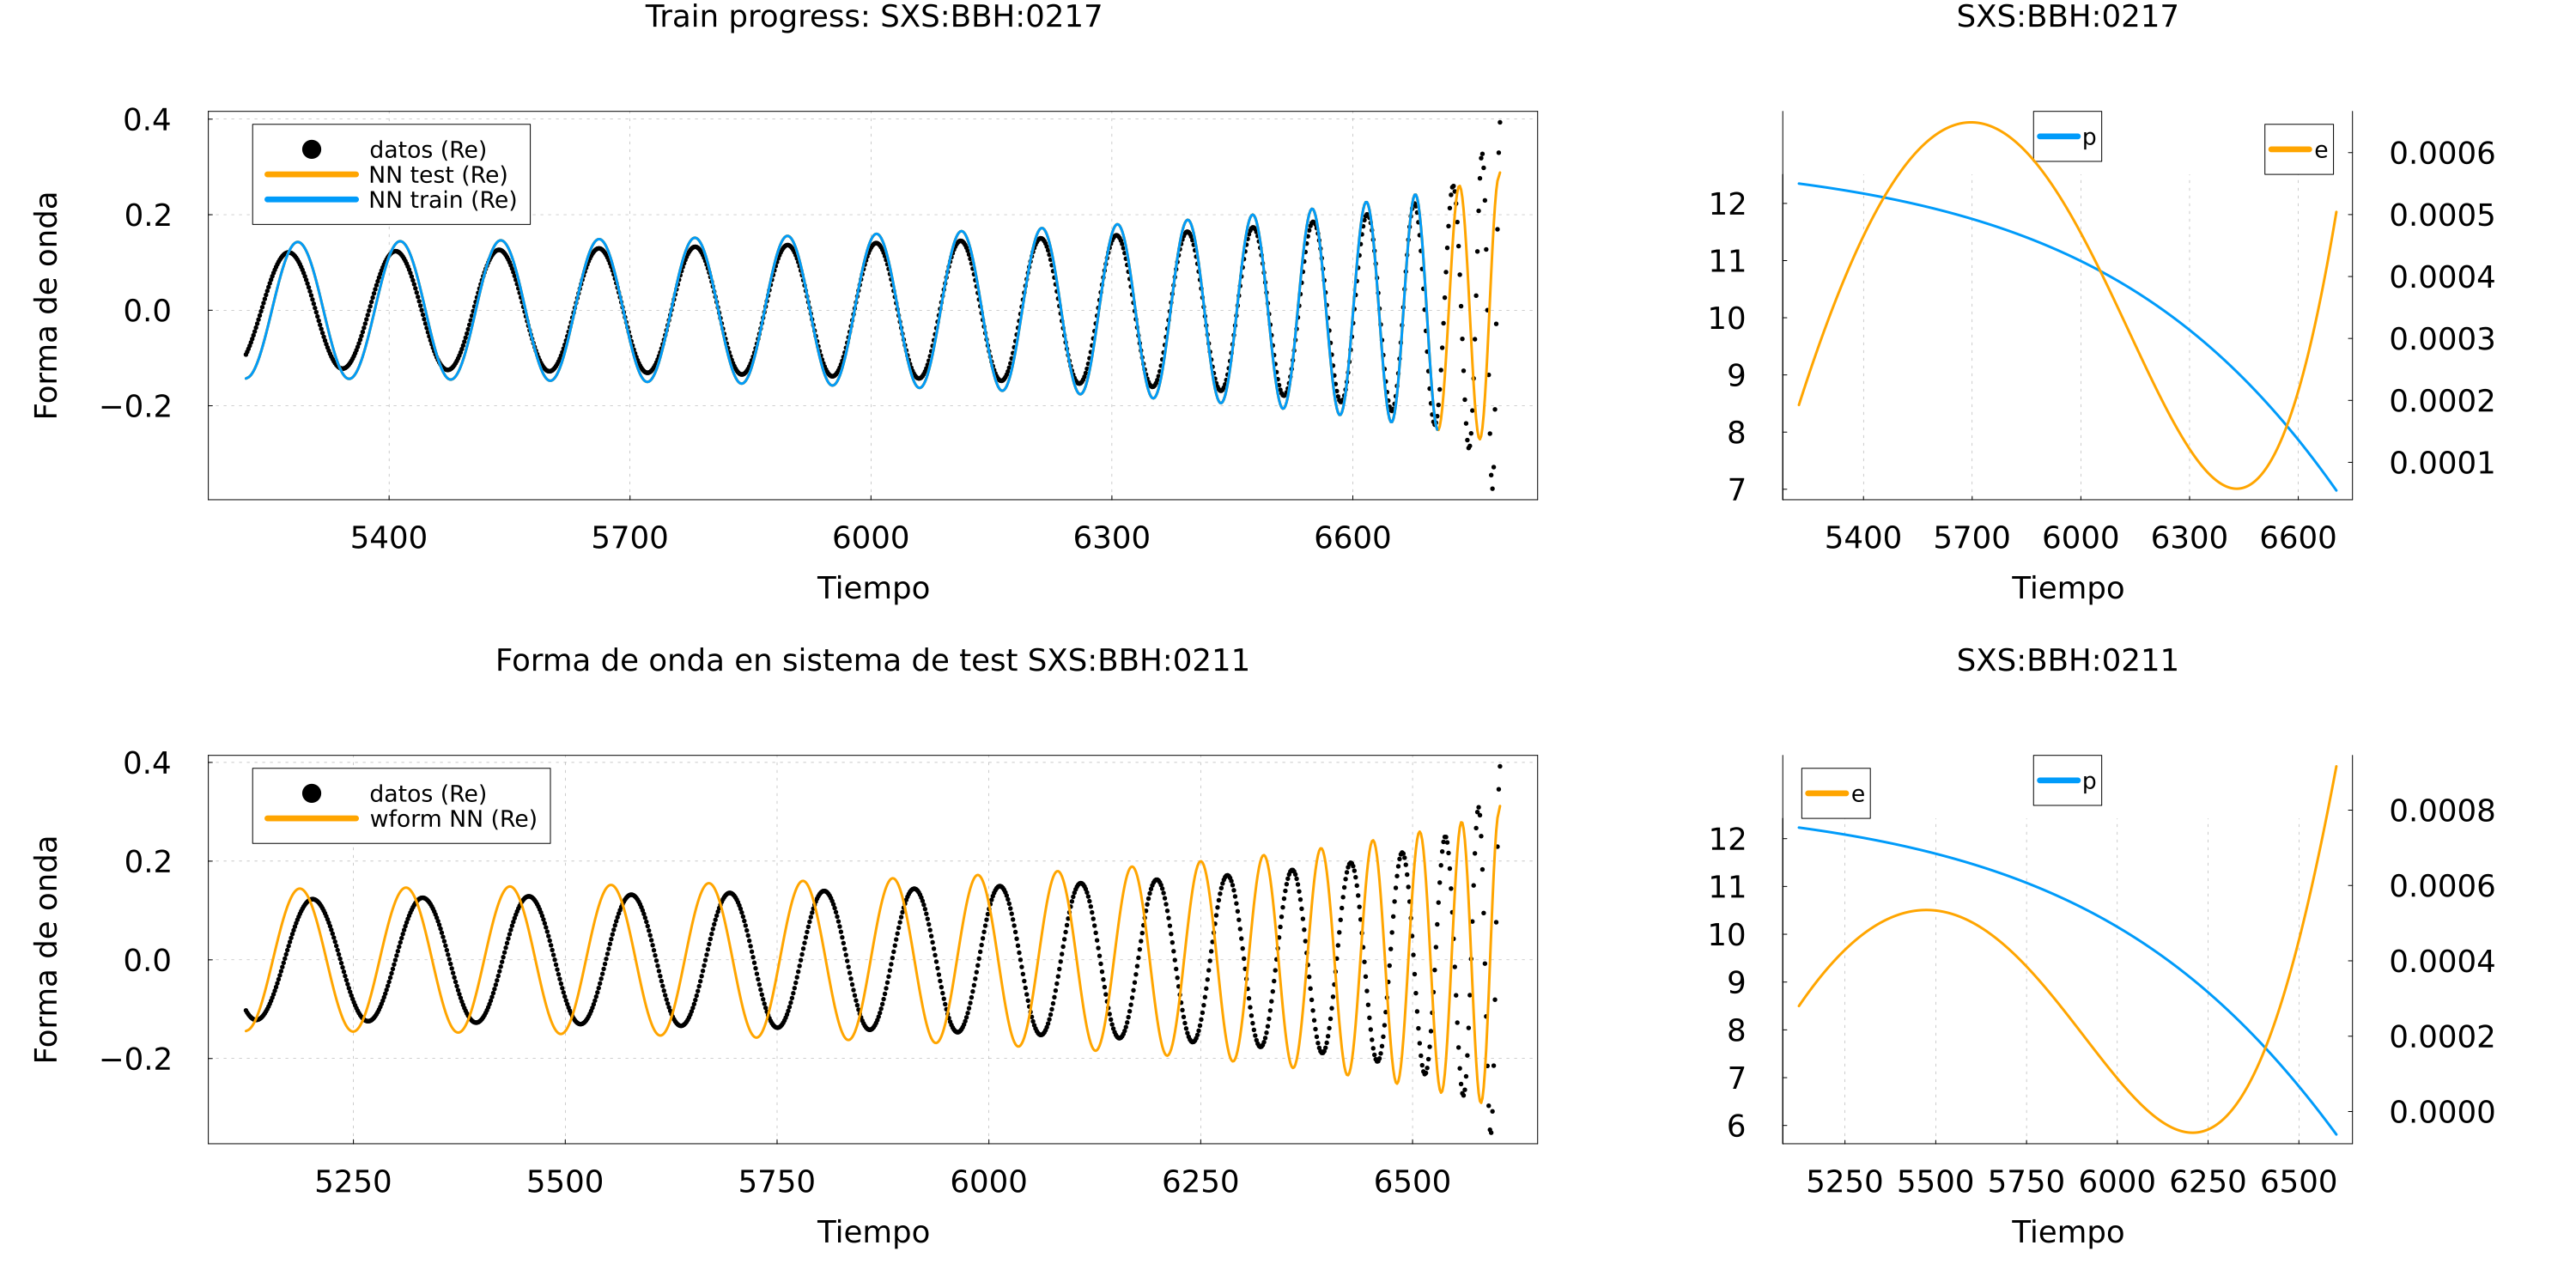 Train progress: SXS:BBH:0217
SXS:BBH:0217
Forma de onda
0.4
0.2
0.0
−0.2
datos (Re)
NN test (Re)
NN train (Re)
5400 5700 6000 6300 6600
Tiempo
12
11
10
9
8
7
p
e
0.0006
0.0005
0.0004
0.0003
0.0002
0.0001
5400 5700 6000 6300 6600
Tiempo
Forma de onda en sistema de test SXS:BBH:0211
SXS:BBH:0211
Forma de onda
0.4
0.2
0.0
−0.2
datos (Re)
wform NN (Re)
5250 5500 5750 6000 6250 6500
Tiempo
12
11
10
9
8
7
6
e
p
0.0008
0.0006
0.0004
0.0002
0.0000
5250 5500 5750 6000 6250 6500
Tiempo